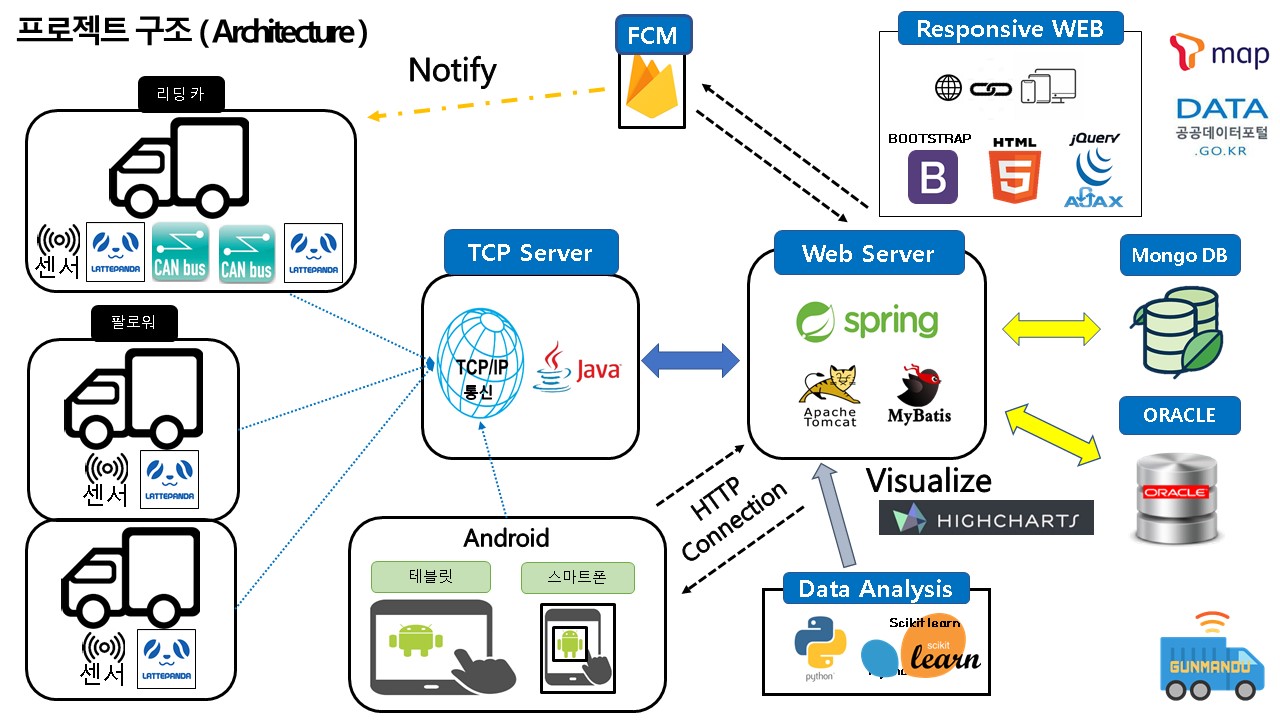 프로젝트 구조 ( Architecture )
FCM
Notify
Responsive WEB
BOOTSTRAP
B
HTML
5
jQuery
AJAX
T map
DATA
공공데이터포털
.GO.KR
리딩 카
센서
LATTEPANDA
CAN bus
CAN bus
LATTEPANDA
팔로워
센서
LATTEPANDA
센서
LATTEPANDA
TCP Server
TCP/IP
통신
Java
Web Server
spring
Apache
Tomcat
MyBatis
Mongo DB
ORACLE
ORACLE
HTTP
Connection
Visualize
HIGHCHARTS
Android
테블릿
스마트폰
Data Analysis
python
Scikit learn
scikit
learn
GUNMANDU